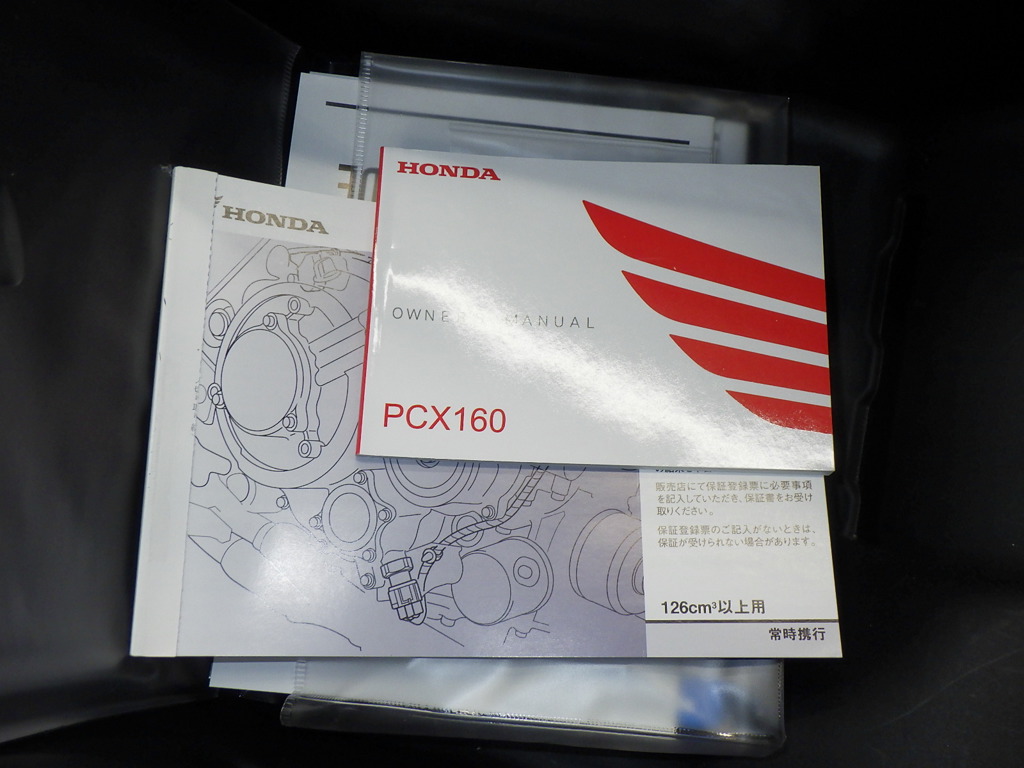 HONDA
HONDA
OWNER MANUAL
PCX160
販売店にて保証登録票に必要事項
を記入していただき、保証書をお受け
取りください。
保証登録票のご記入がないときは、
保証が受けられない場合があります。
126cm³以上用
常時携行